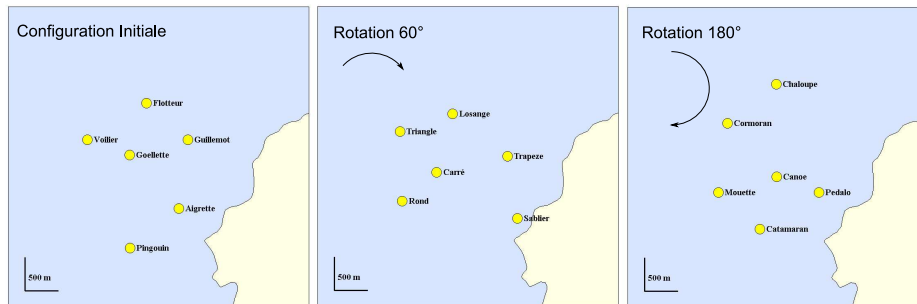 Configuration Initiale
Flotteur
Voilier
Guillemot
Goellette
Aigrette
Pingouin
500 m
Rotation 60°
Losange
Triangle
Trapeze
Carré
Rond
Sablier
500 m
Rotation 180°
Chaloupe
Cormoran
Canoe
Mouette
Pedalo
Catamaran
500 m